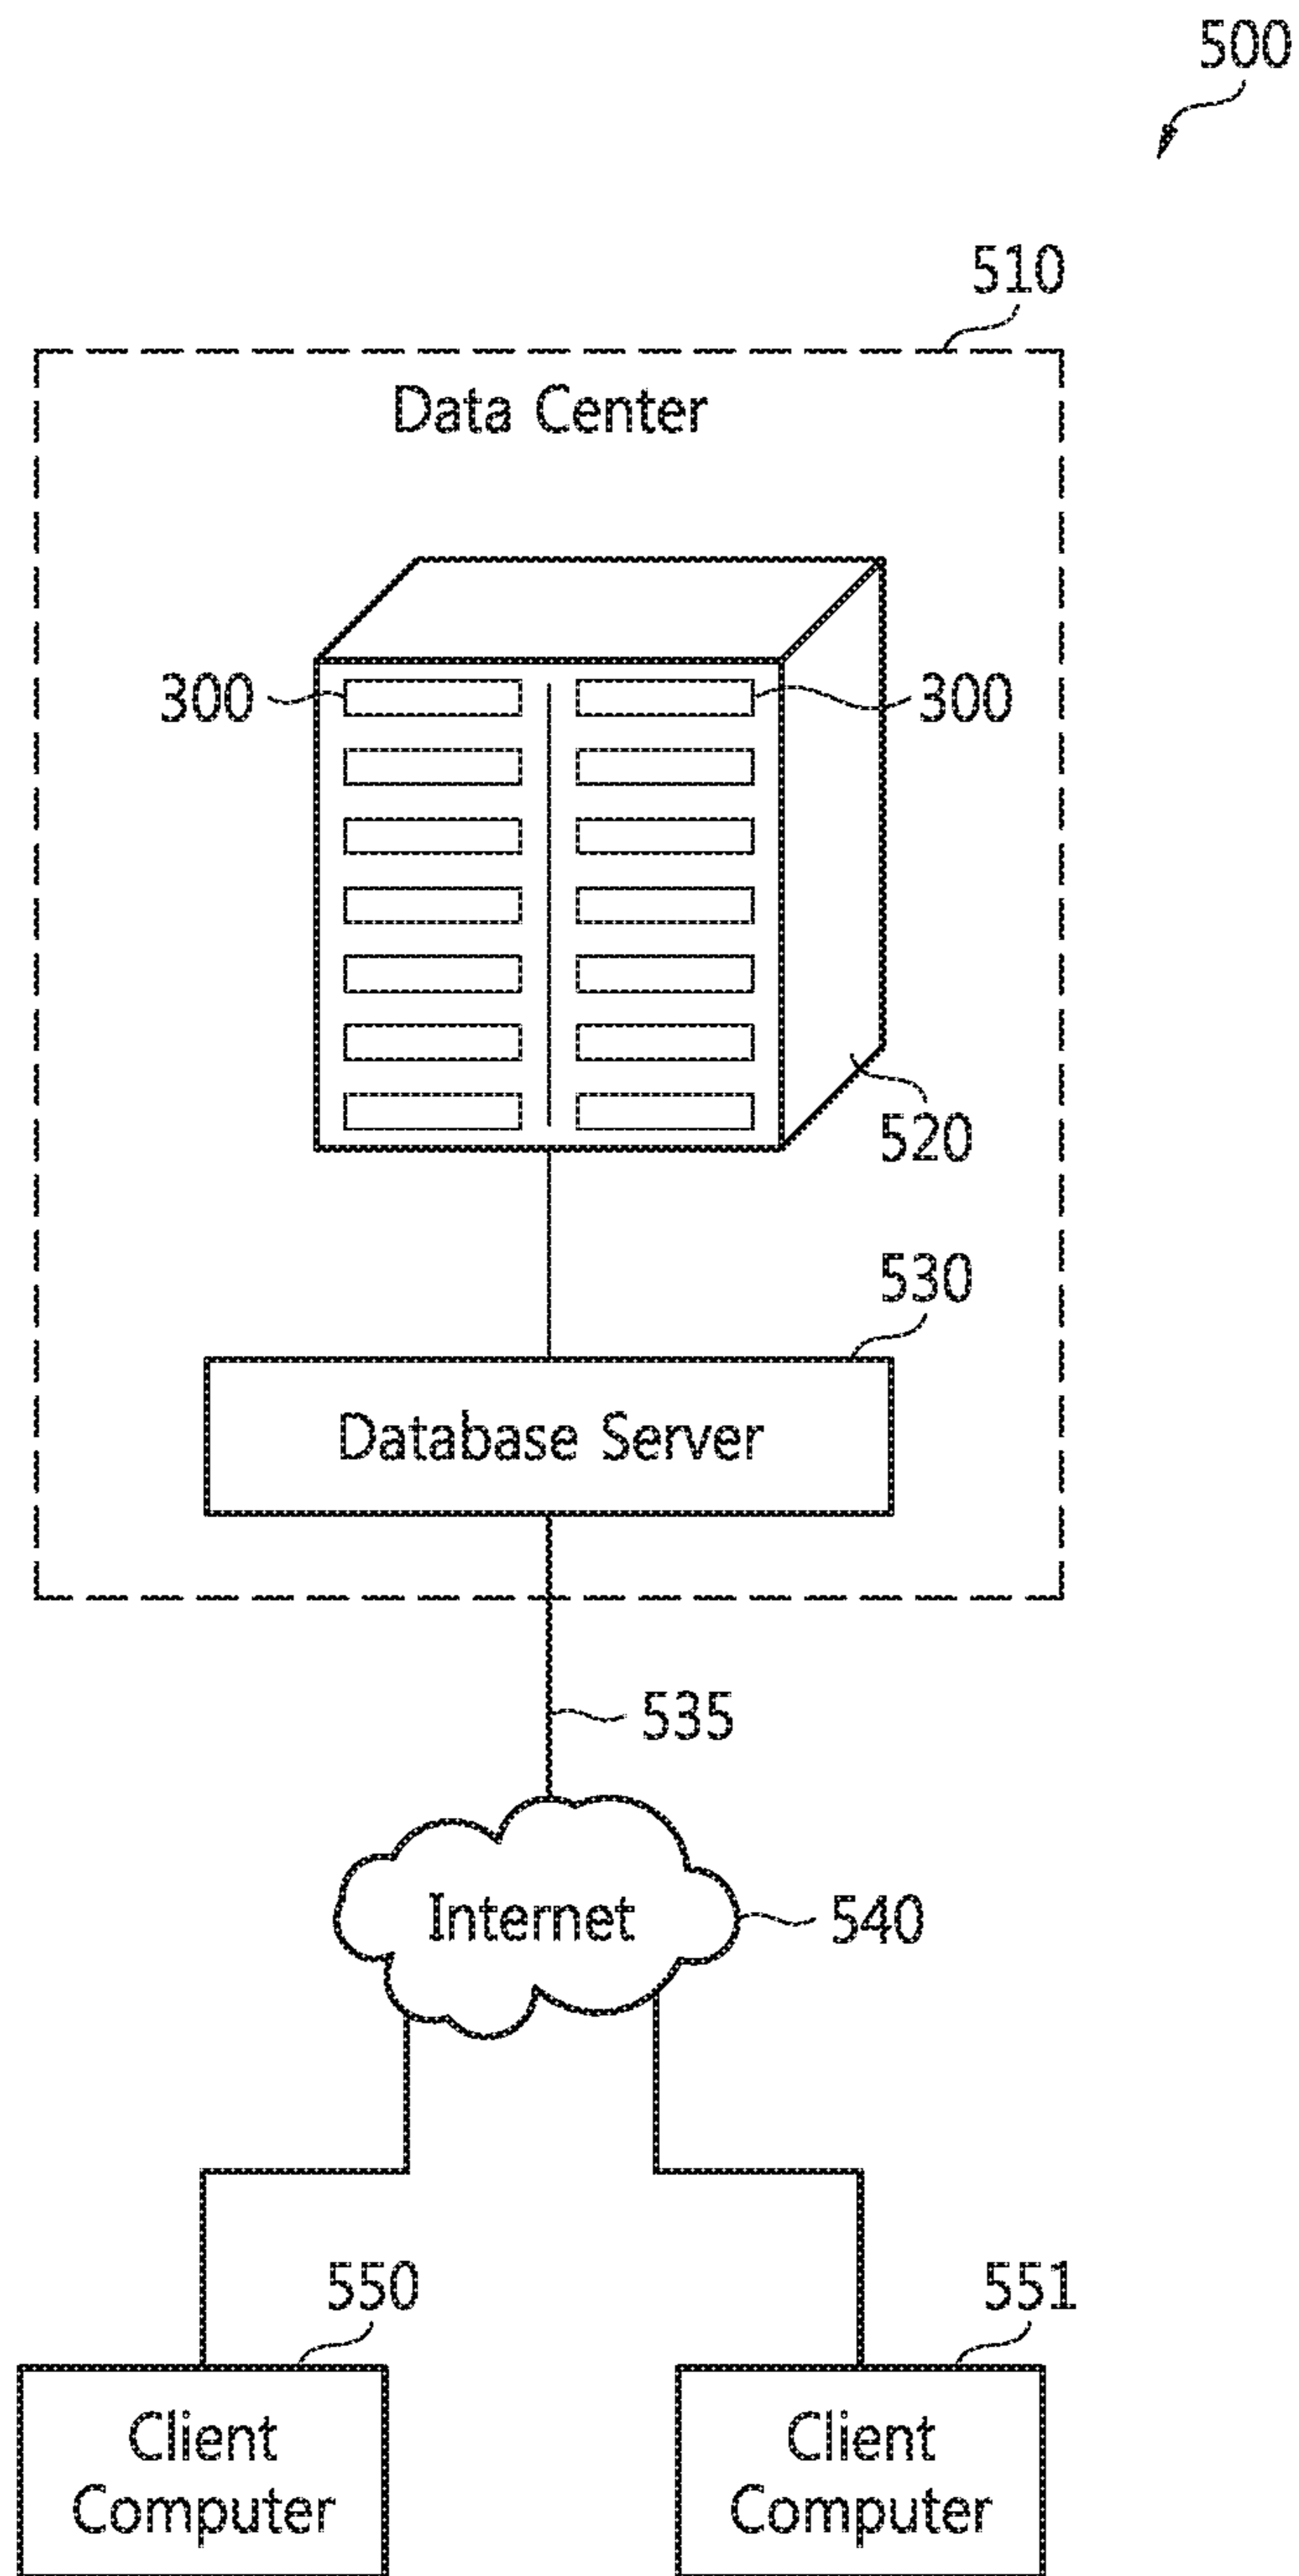 500
510
Data Center
300
300
520
530
Database Server
535
Internet
540
550
551
Client
Computer
Client
Computer